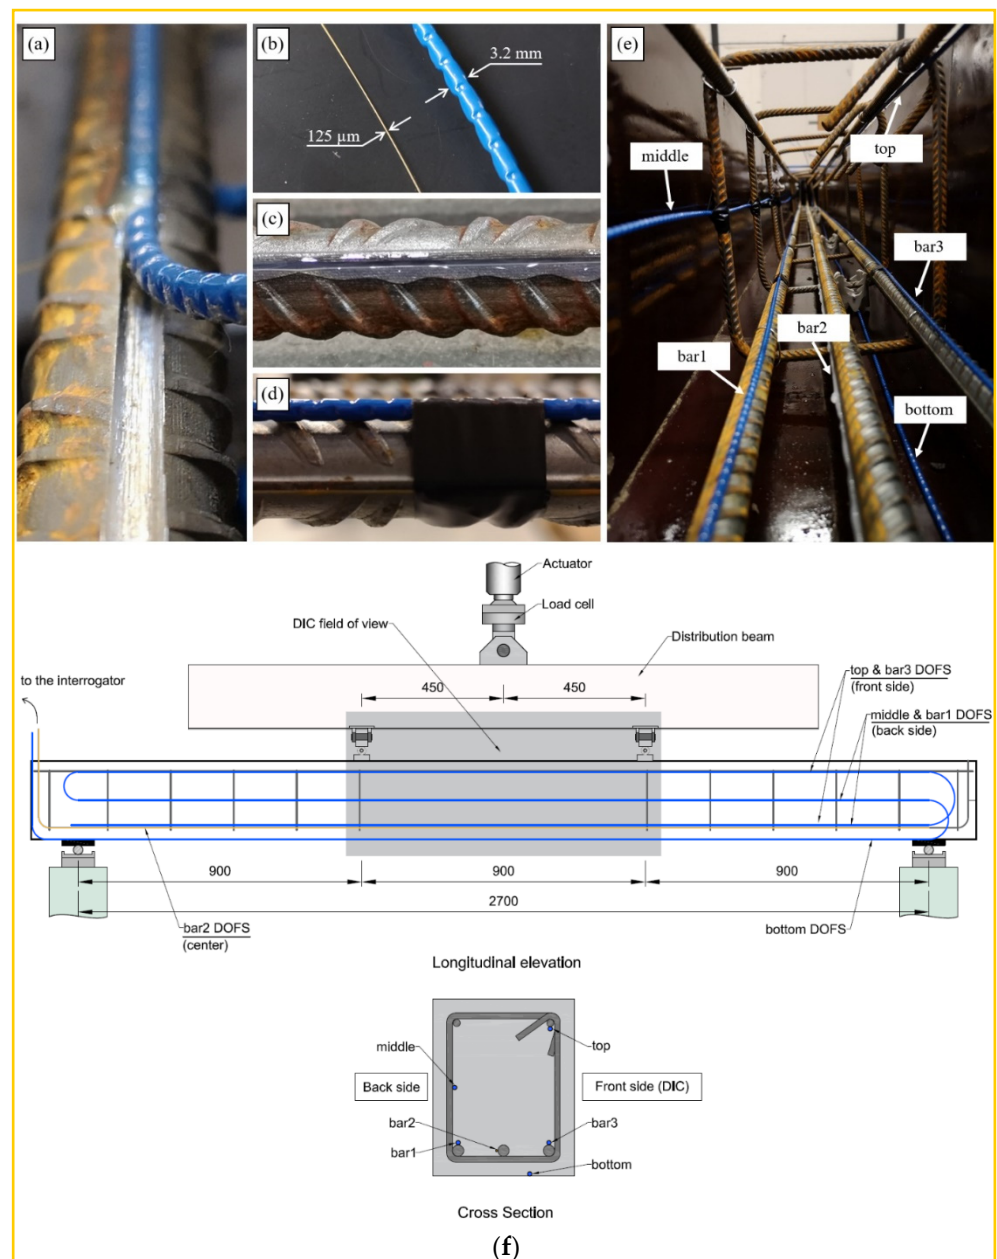 (a)
(b)
3.2 mm
125 µm
(c)
(d)
(e)
middle
top
bar3
bar2
bar1
bottom
Actuator
Load cell
DIC field of view
Distribution beam
to the interrogator
450
450
top & bar3 DOFS
(front side)
middle & bar1 DOFS
(back side)
900
900
900
2700
bar2 DOFS
(center)
bottom DOFS
Longitudinal elevation
middle
top
Back side
Front side (DIC)
bar2
bar3
bar1
bottom
Cross Section
(f)